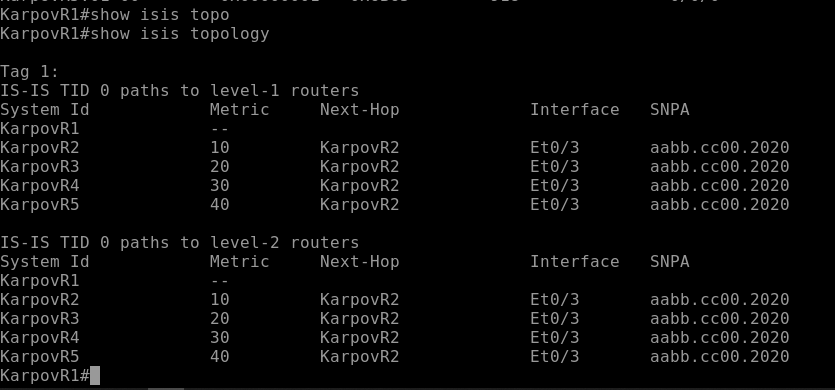 KarpovR1#show isis topo
KarpovR1#show isis topology
Tag 1:
IS-IS TID 0 paths to level-1 routers
System Id Metric Next-Hop Interface SNPA
KarpovR1 --
KarpovR2 10 KarpovR2 Et0/3 aabb.cc00.2020
KarpovR3 20 KarpovR2 Et0/3 aabb.cc00.2020
KarpovR4 30 KarpovR2 Et0/3 aabb.cc00.2020
KarpovR5 40 KarpovR2 Et0/3 aabb.cc00.2020
IS-IS TID 0 paths to level-2 routers
System Id Metric Next-Hop Interface SNPA
KarpovR1 --
KarpovR2 10 KarpovR2 Et0/3 aabb.cc00.2020
KarpovR3 20 KarpovR2 Et0/3 aabb.cc00.2020
KarpovR4 30 KarpovR2 Et0/3 aabb.cc00.2020
KarpovR5 40 KarpovR2 Et0/3 aabb.cc00.2020
KarpovR1#